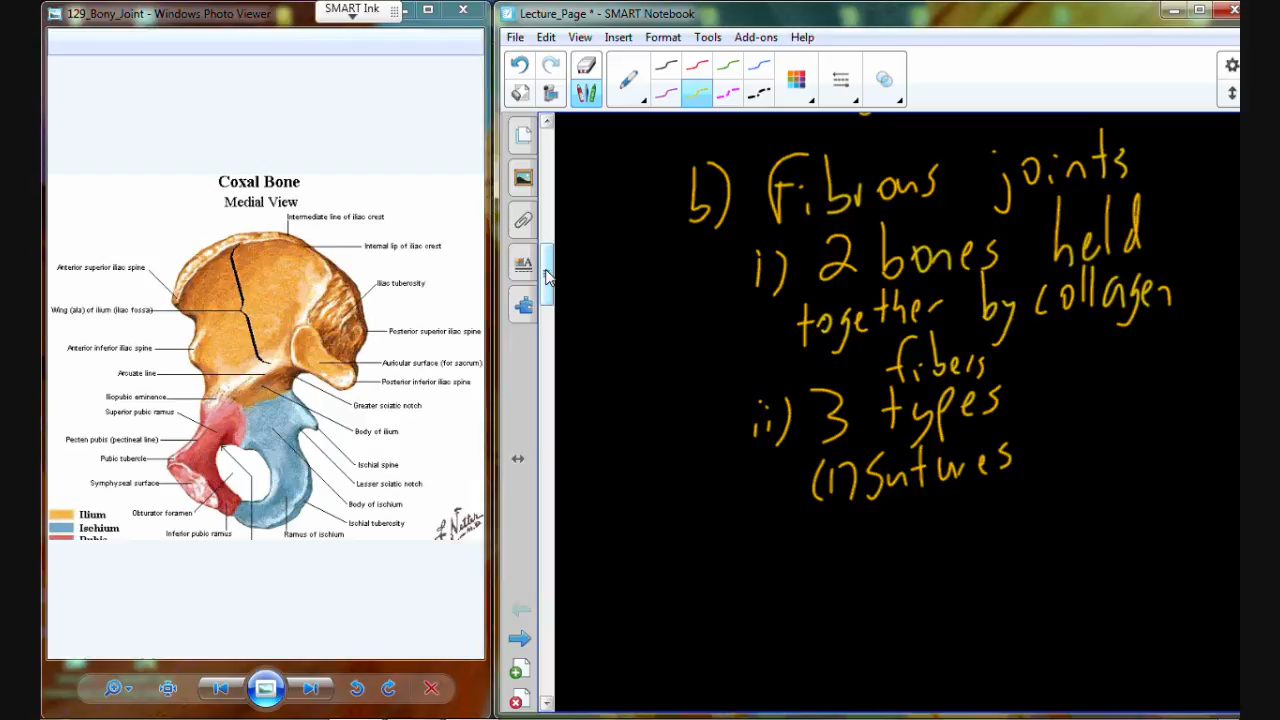 129_Bony_Joint - Windows Photo Viewer
SMART Ink
Coxal Bone
Medial View
Intermediate line of iliac crest
Internal lip of iliac crest
Anterior superior iliac spine
Iliac tuberosity
Wing (ala) of ilium (iliac fossa)
Posterior superior iliac spine
Anterior inferior iliac spine
Auricular surface (for sacrum)
Arcuate line
Posterior inferior iliac spine
Iliopubic eminence
Greater sciatic notch
Superior pubic ramus
Body of ilium
Pecten pubis (pectineal line)
Pubic tubercle
Ischial spine
Symphyseal surface
Lesser sciatic notch
Body of ischium
Obturator foramen
Ischial tuberosity
Inferior pubic ramus
Ramus of ischium
Ilium
Ischium
Lecture_Page * - SMART Notebook
File Edit View Insert Format Tools Add-ons Help
b) Fibrous joints
i) 2 bones held
together by collagen
fibers
ii) 3 types
(1) Sutures